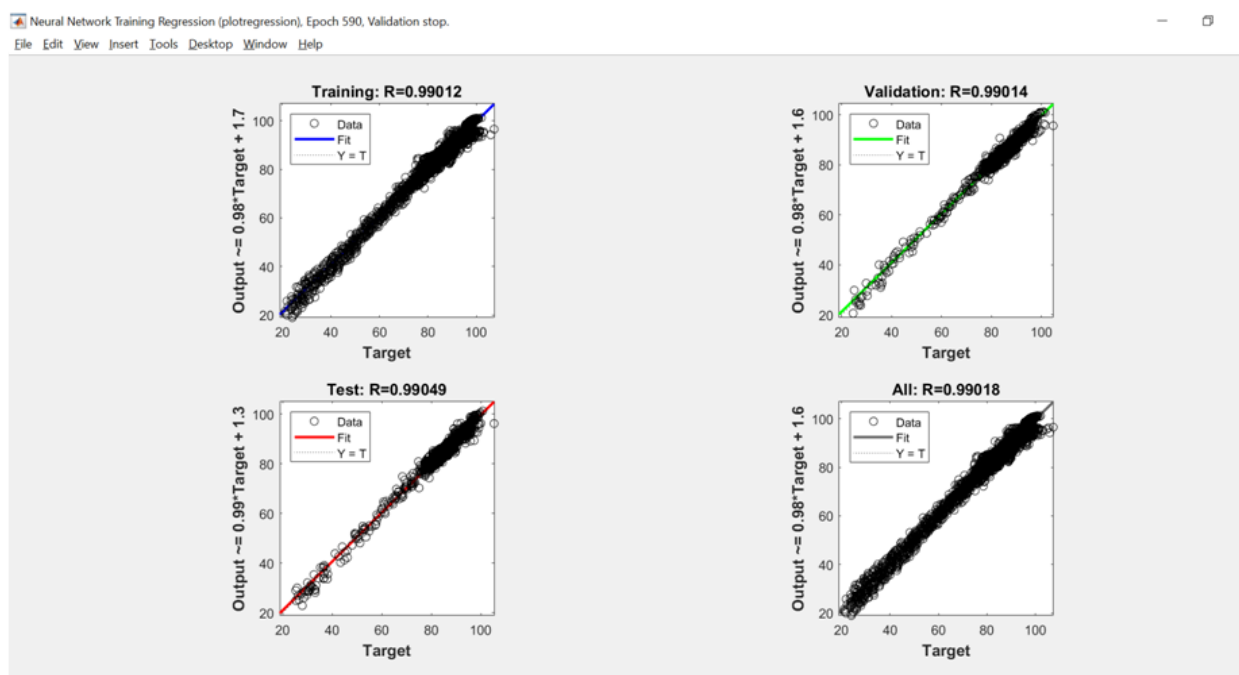 Neural Network Training Regression (plotregression), Epoch 590, Validation stop.
File Edit View Insert Tools Desktop Window Help
Training: R=0.99012
Output ~= 0.98*Target + 1.7
100
80
60
40
20
Data
Fit
Y = T
20 40 60 80 100
Target
Validation: R=0.99014
Output ~= 0.98*Target + 1.6
100
80
60
40
20
Data
Fit
Y = T
20 40 60 80 100
Target
Test: R=0.99049
Output ~= 0.99*Target + 1.3
100
80
60
40
20
Data
Fit
Y = T
20 40 60 80 100
Target
All: R=0.99018
Output ~= 0.98*Target + 1.6
100
80
60
40
20
Data
Fit
Y = T
20 40 60 80 100
Target